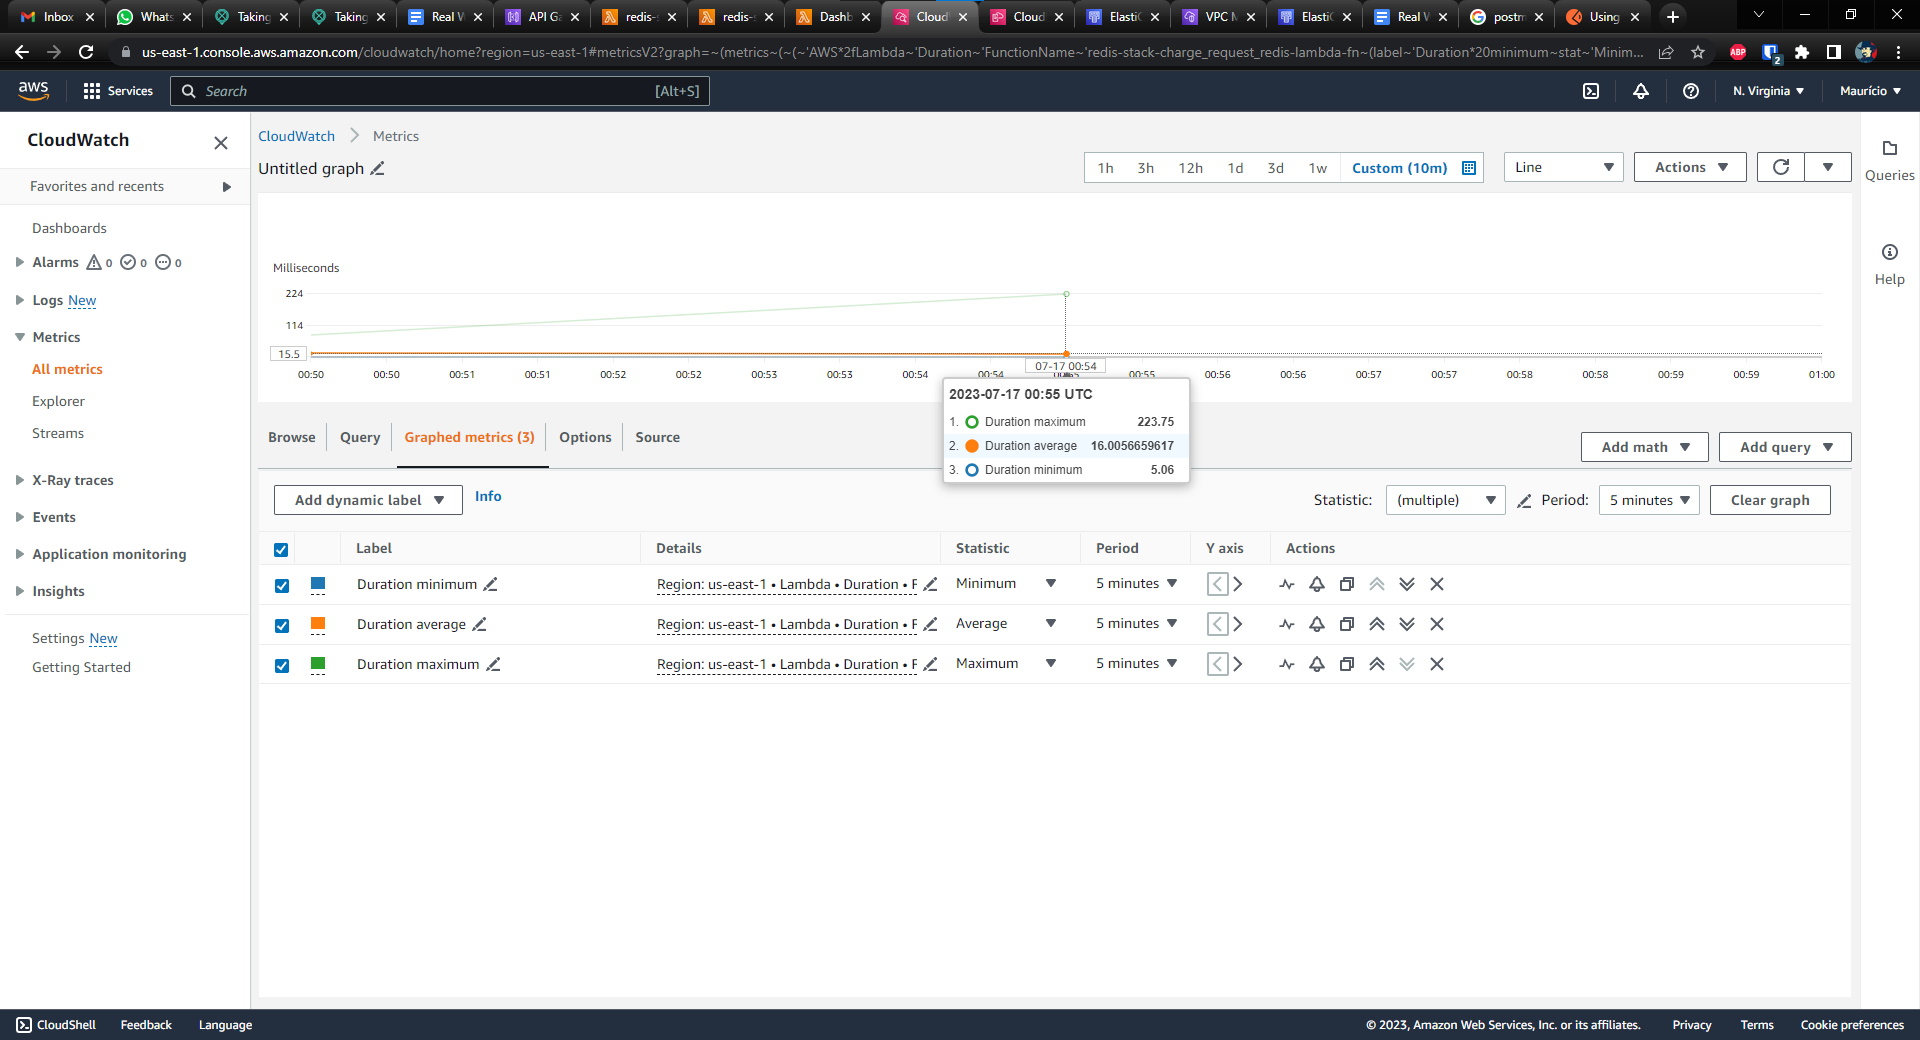 Inbox
Whats
Taking
Taking
Real W
API Ga
redis-s
redis-s
Dashb
Cloud
Cloud
Elasti
VPC
Elasti
Real W
postm
Using
us-east-1.console.aws.amazon.com/cloudwatch/home?region=us-east-1#metricsV2?graph=~(metrics~(~(~'AWS*2fLambda~'Duration~'FunctionName~'redis-stack-charge_request_redis-lambda-fn~(label~'Duration*20minimum~stat~'Minim...
ABP
2
aws
Services
Search
[Alt+S]
N. Virginia
Maurício
CloudWatch
Favorites and recents
Dashboards
Alarms 0 0 0
Logs New
Metrics
All metrics
Explorer
Streams
X-Ray traces
Events
Application monitoring
Insights
Settings New
Getting Started
CloudWatch
Metrics
Untitled graph
1h 3h 12h 1d 3d 1w Custom (10m)
Line
Actions
Queries
Help
Milliseconds
224
114
15.5
07-17 00:54
00:50 00:50 00:51 00:51 00:52 00:52 00:53 00:53 00:54 00:54 00:55 00:56 00:56 00:57 00:57 00:58 00:58 00:59 00:59 01:00
2023-07-17 00:55 UTC
1. Duration maximum 223.75
2. Duration average 16.0056659617
3. Duration minimum 5.06
Browse
Query
Graphed metrics (3)
Options
Source
Add math
Add query
Add dynamic label
Info
Statistic:
(multiple)
Period:
5 minutes
Clear graph
Label Details Statistic Period Y axis Actions
Duration minimum Region: us-east-1 • Lambda • Duration • F Minimum 5 minutes
Duration average Region: us-east-1 • Lambda • Duration • F Average 5 minutes
Duration maximum Region: us-east-1 • Lambda • Duration • F Maximum 5 minutes
CloudShell
Feedback
Language
© 2023, Amazon Web Services, Inc. or its affiliates.
Privacy
Terms
Cookie preferences